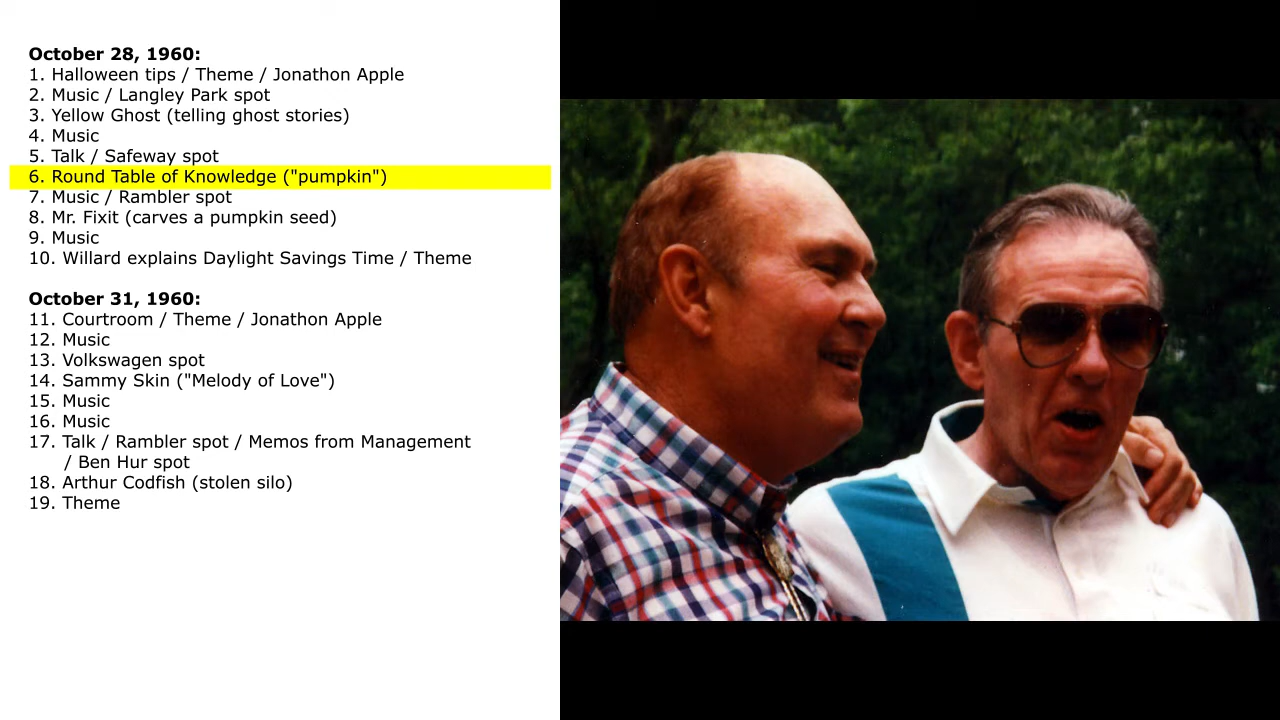 October 28, 1960:
1. Halloween tips / Theme / Jonathon Apple
2. Music / Langley Park spot
3. Yellow Ghost (telling ghost stories)
4. Music
5. Talk / Safeway spot
6. Round Table of Knowledge ("pumpkin")
7. Music / Rambler spot
8. Mr. Fixit (carves a pumpkin seed)
9. Music
10. Willard explains Daylight Savings Time / Theme
October 31, 1960:
11. Courtroom / Theme / Jonathon Apple
12. Music
13. Volkswagen spot
14. Sammy Skin ("Melody of Love")
15. Music
16. Music
17. Talk / Rambler spot / Memos from Management
/ Ben Hur spot
18. Arthur Codfish (stolen silo)
19. Theme